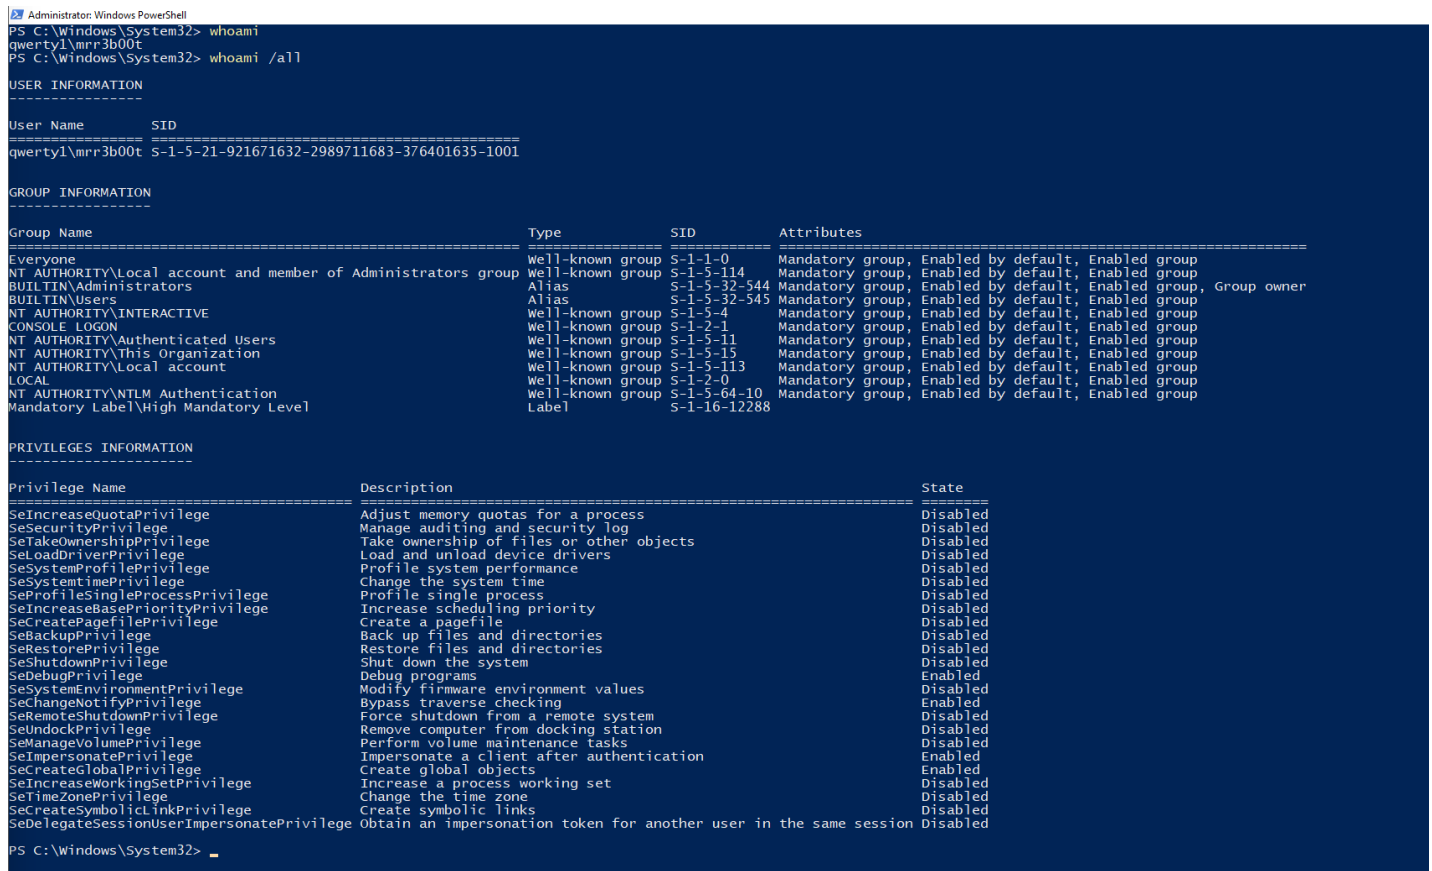 Administrator: Windows PowerShell
PS C:\Windows\System32> whoami
qwerty1\mrr3b00t
PS C:\Windows\System32> whoami /all
USER INFORMATION
----------------
User Name        SID
================ ============================================
qwerty1\mrr3b00t S-1-5-21-921671632-2989711683-376401635-1001
GROUP INFORMATION
-----------------
Group Name                                                    Type             SID          Attributes
============================================================= ================ ============ ===============================================================
Everyone                                                      Well-known group S-1-1-0      Mandatory group, Enabled by default, Enabled group
NT AUTHORITY\Local account and member of Administrators group Well-known group S-1-5-114    Mandatory group, Enabled by default, Enabled group
BUILTIN\Administrators                                        Alias            S-1-5-32-544 Mandatory group, Enabled by default, Enabled group, Group owner
BUILTIN\Users                                                 Alias            S-1-5-32-545 Mandatory group, Enabled by default, Enabled group
NT AUTHORITY\INTERACTIVE                                      Well-known group S-1-5-4      Mandatory group, Enabled by default, Enabled group
CONSOLE LOGON                                                 Well-known group S-1-2-1      Mandatory group, Enabled by default, Enabled group
NT AUTHORITY\Authenticated Users                              Well-known group S-1-5-11     Mandatory group, Enabled by default, Enabled group
NT AUTHORITY\This Organization                                Well-known group S-1-5-15     Mandatory group, Enabled by default, Enabled group
NT AUTHORITY\Local account                                    Well-known group S-1-5-113    Mandatory group, Enabled by default, Enabled group
LOCAL                                                         Well-known group S-1-2-0      Mandatory group, Enabled by default, Enabled group
NT AUTHORITY\NTLM Authentication                              Well-known group S-1-5-64-10  Mandatory group, Enabled by default, Enabled group
Mandatory Label\High Mandatory Level                          Label            S-1-16-12288
PRIVILEGES INFORMATION
----------------------
Privilege Name                            Description                                                        State
========================================= ================================================================== ========
SeIncreaseQuotaPrivilege                  Adjust memory quotas for a process                                 Disabled
SeSecurityPrivilege                       Manage auditing and security log                                   Disabled
SeTakeOwnershipPrivilege                  Take ownership of files or other objects                           Disabled
SeLoadDriverPrivilege                     Load and unload device drivers                                     Disabled
SeSystemProfilePrivilege                  Profile system performance                                         Disabled
SeSystemtimePrivilege                     Change the system time                                             Disabled
SeProfileSingleProcessPrivilege           Profile single process                                             Disabled
SeIncreaseBasePriorityPrivilege           Increase scheduling priority                                       Disabled
SeCreatePagefilePrivilege                 Create a pagefile                                                  Disabled
SeBackupPrivilege                         Back up files and directories                                      Disabled
SeRestorePrivilege                        Restore files and directories                                      Disabled
SeShutdownPrivilege                       Shut down the system                                               Disabled
SeDebugPrivilege                          Debug programs                                                     Enabled
SeSystemEnvironmentPrivilege              Modify firmware environment values                                 Disabled
SeChangeNotifyPrivilege                   Bypass traverse checking                                           Enabled
SeRemoteShutdownPrivilege                 Force shutdown from a remote system                                Disabled
SeUndockPrivilege                         Remove computer from docking station                               Disabled
SeManageVolumePrivilege                   Perform volume maintenance tasks                                   Disabled
SeImpersonatePrivilege                    Impersonate a client after authentication                          Enabled
SeCreateGlobalPrivilege                   Create global objects                                              Enabled
SeIncreaseWorkingSetPrivilege             Increase a process working set                                     Disabled
SeTimeZonePrivilege                       Change the time zone                                               Disabled
SeCreateSymbolicLinkPrivilege             Create symbolic links                                              Disabled
SeDelegateSessionUserImpersonatePrivilege Obtain an impersonation token for another user in the same session Disabled
PS C:\Windows\System32>